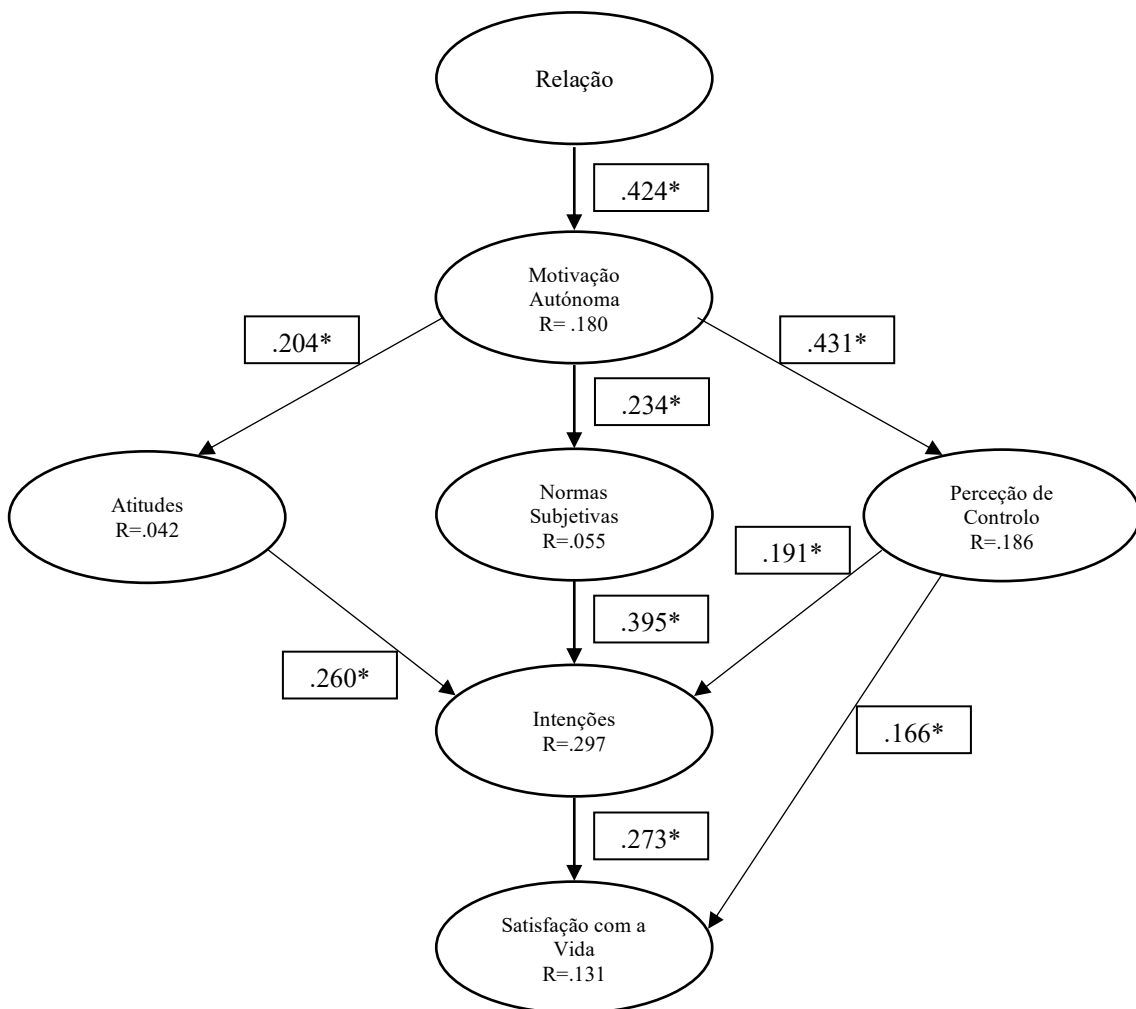 Relação
.424*
Motivação
Autónoma
R= .180
.204*
.431*
.234*
Atitudes
R=.042
Normas
Subjetivas
R=.055
Perceção de
Controlo
R=.186
.191*
.395*
.260*
Intenções
R=.297
.166*
.273*
Satisfação com a
Vida
R=.131